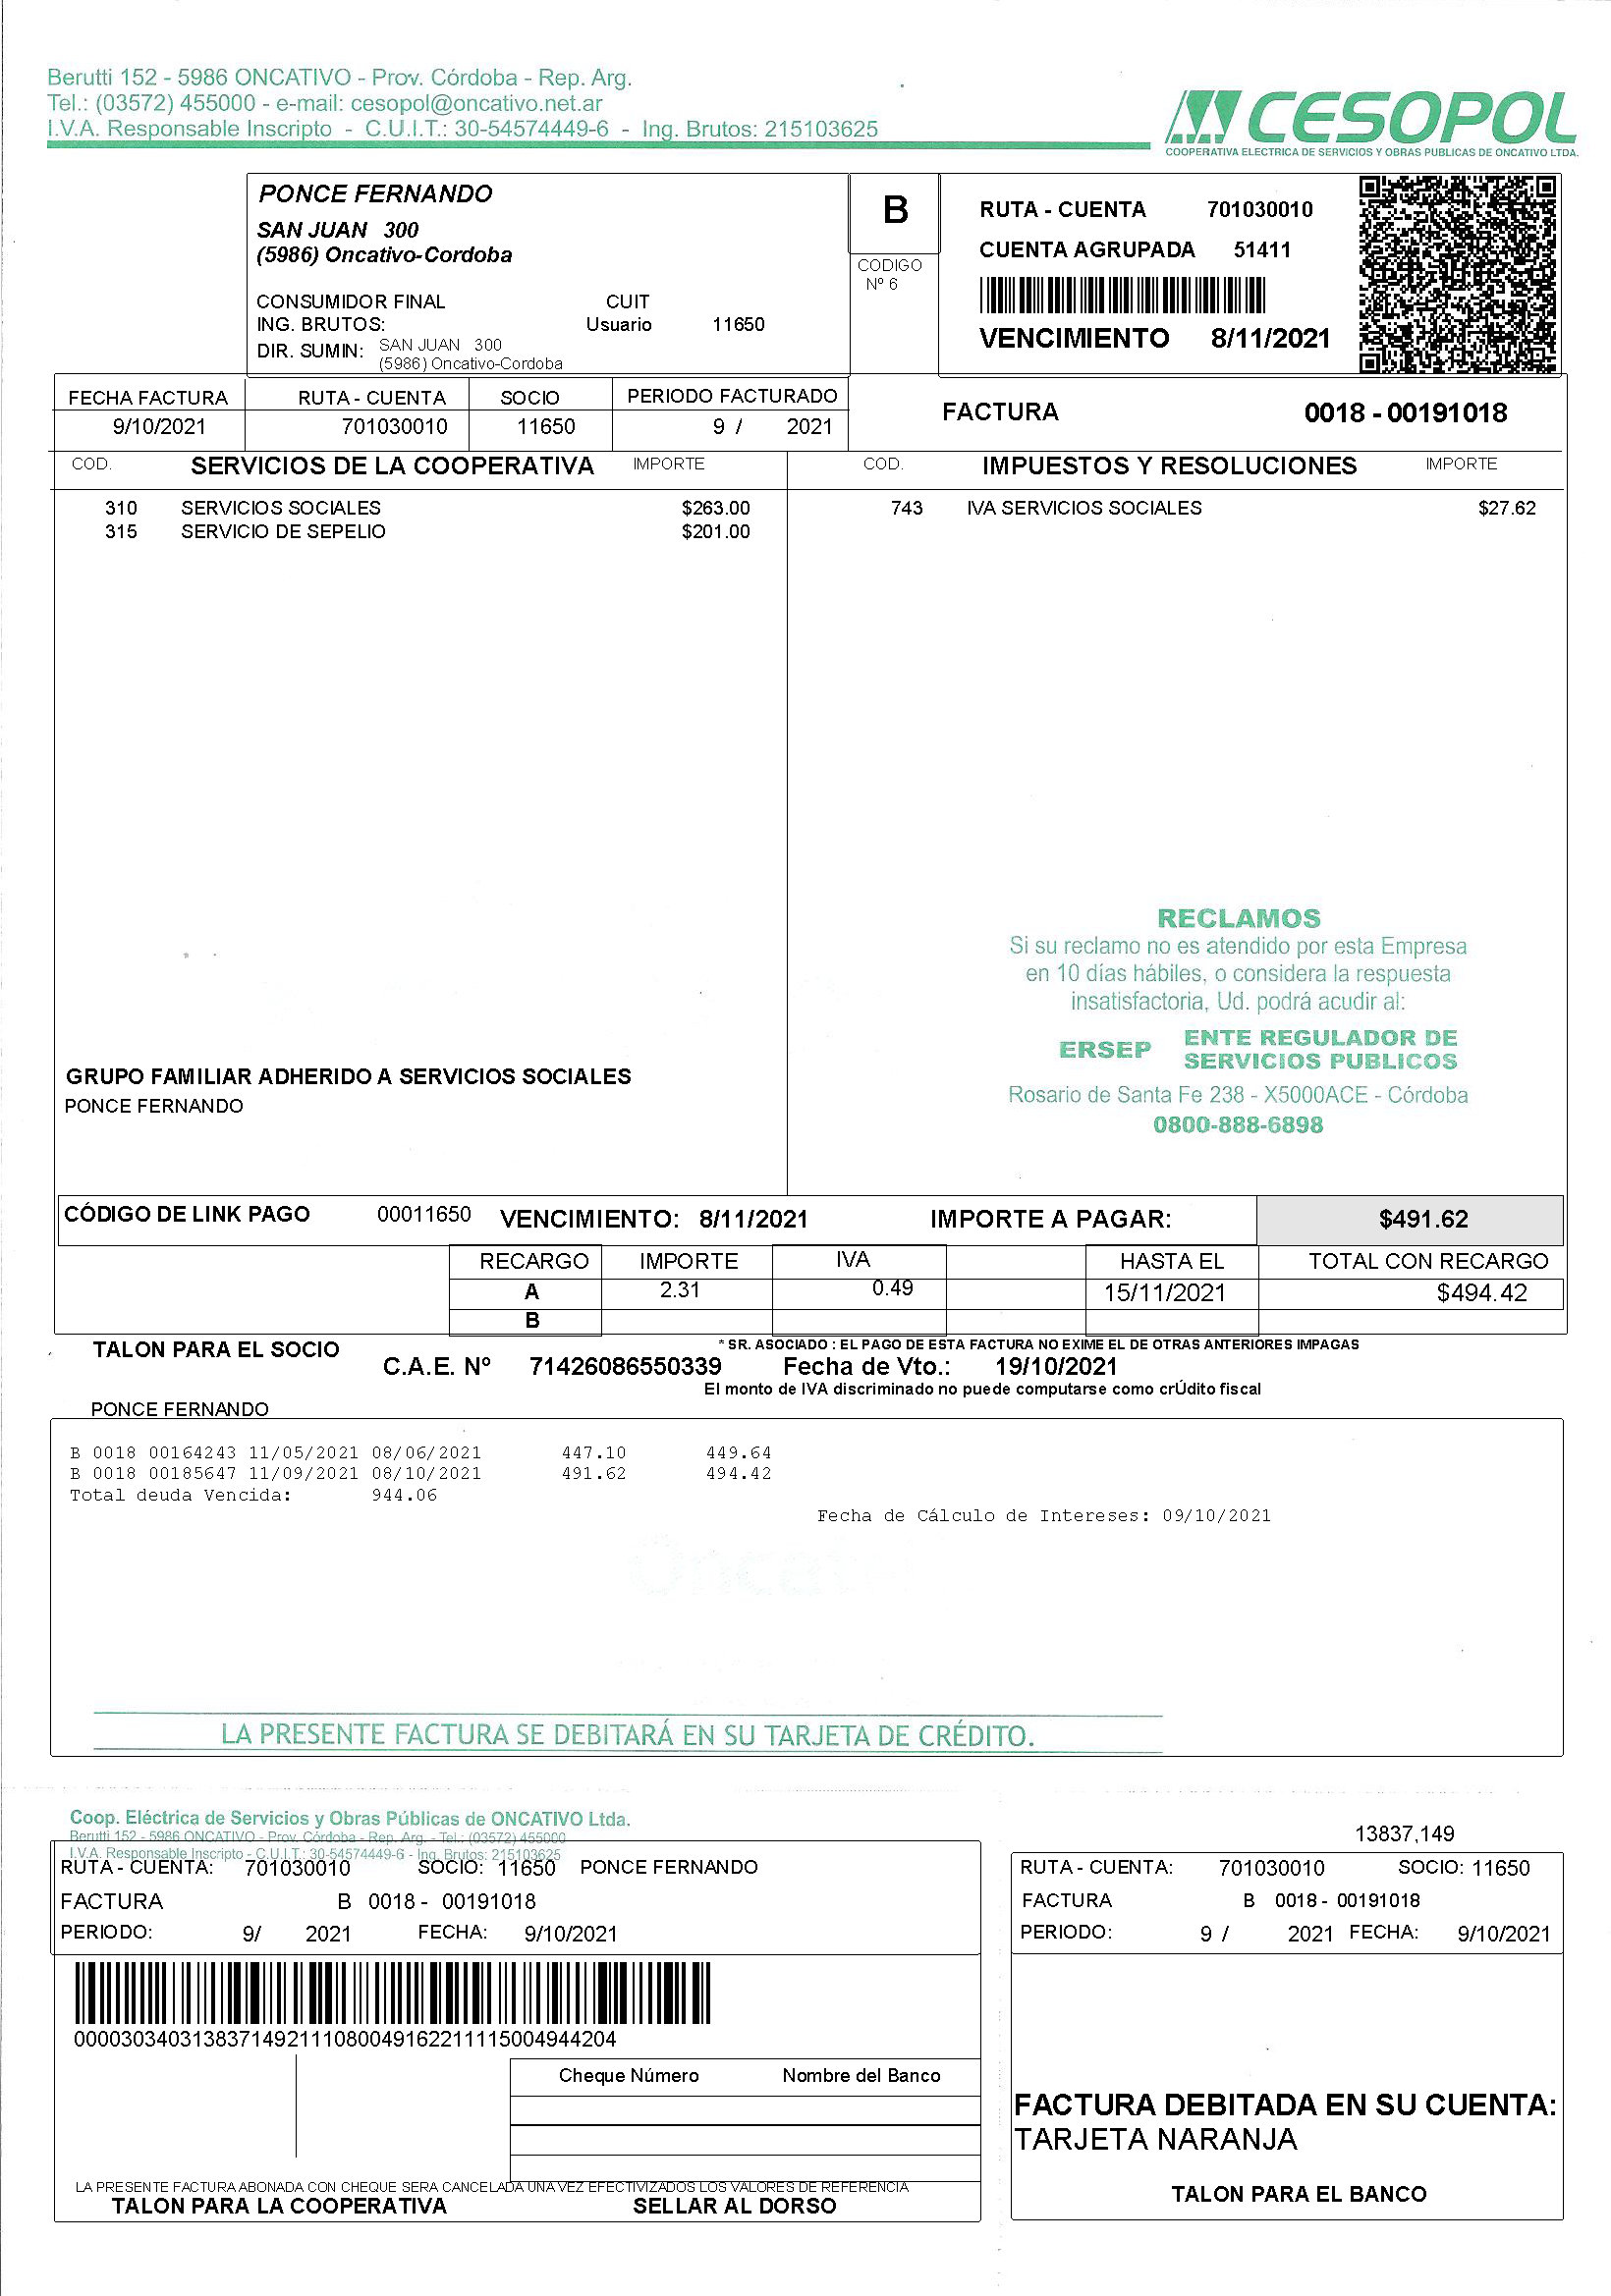 Berutti 152 - 5986 ONCATIVO - Prov. Córdoba - Rep. Arg.
Tel.: (03572) 455000 - e-mail: cesopol@oncativo.net.ar
I.V.A. Responsable Inscripto - C.U.I.T.: 30-54574449-6 - Ing. Brutos: 215103625
CESOPOL
COOPERATIVA ELECTRICA DE SERVICIOS Y OBRAS PUBLICAS DE ONCATIVO LTDA.
PONCE FERNANDO
SAN JUAN 300
(5986) Oncativo-Cordoba
CONSUMIDOR FINAL CUIT
ING. BRUTOS: Usuario 11650
DIR. SUMIN: SAN JUAN 300
(5986) Oncativo-Cordoba
B
CODIGO
Nº 6
RUTA - CUENTA 701030010
CUENTA AGRUPADA 51411
VENCIMIENTO 8/11/2021
FECHA FACTURA RUTA - CUENTA SOCIO PERIODO FACTURADO
9/10/2021 701030010 11650 9 / 2021
FACTURA 0018 - 00191018
COD. SERVICIOS DE LA COOPERATIVA IMPORTE COD. IMPUESTOS Y RESOLUCIONES IMPORTE
310 SERVICIOS SOCIALES $263.00 743 IVA SERVICIOS SOCIALES $27.62
315 SERVICIO DE SEPELIO $201.00
RECLAMOS
Si su reclamo no es atendido por esta Empresa
en 10 días hábiles, o considera la respuesta
insatisfactoria, Ud. podrá acudir al:
ERSEP ENTE REGULADOR DE
SERVICIOS PUBLICOS
Rosario de Santa Fe 238 - X5000ACE - Córdoba
0800-888-6898
GRUPO FAMILIAR ADHERIDO A SERVICIOS SOCIALES
PONCE FERNANDO
CÓDIGO DE LINK PAGO 00011650 VENCIMIENTO: 8/11/2021 IMPORTE A PAGAR: $491.62
RECARGO IMPORTE IVA HASTA EL TOTAL CON RECARGO
A 2.31 0.49 15/11/2021 $494.42
B
* SR. ASOCIADO : EL PAGO DE ESTA FACTURA NO EXIME EL DE OTRAS ANTERIORES IMPAGAS
TALON PARA EL SOCIO
C.A.E. Nº 71426086550339 Fecha de Vto.: 19/10/2021
El monto de IVA discriminado no puede computarse como crÚdito fiscal
PONCE FERNANDO
B 0018 00164243 11/05/2021 08/06/2021 447.10 449.64
B 0018 00185647 11/09/2021 08/10/2021 491.62 494.42
Total deuda Vencida: 944.06
Fecha de Cálculo de Intereses: 09/10/2021
LA PRESENTE FACTURA SE DEBITARÁ EN SU TARJETA DE CRÉDITO.
Coop. Eléctrica de Servicios y Obras Públicas de ONCATIVO Ltda.
Berutti 152 - 5986 ONCATIVO - Prov. Córdoba - Rep. Arg. - Tel.: (03572) 455000
I.V.A. Responsable Inscripto - C.U.I.T.: 30-54574449-6 - Ing. Brutos: 215103625
RUTA - CUENTA: 701030010 SOCIO: 11650 PONCE FERNANDO
FACTURA B 0018 - 00191018
PERIODO: 9/ 2021 FECHA: 9/10/2021
00003034031383714921110800491622111150049442​04
Cheque Número Nombre del Banco
LA PRESENTE FACTURA ABONADA CON CHEQUE SERA CANCELADA UNA VEZ EFECTIVIZADOS LOS VALORES DE REFERENCIA
TALON PARA LA COOPERATIVA SELLAR AL DORSO
13837,149
RUTA - CUENTA: 701030010 SOCIO: 11650
FACTURA B 0018 - 00191018
PERIODO: 9 / 2021 FECHA: 9/10/2021
FACTURA DEBITADA EN SU CUENTA:
TARJETA NARANJA
TALON PARA EL BANCO